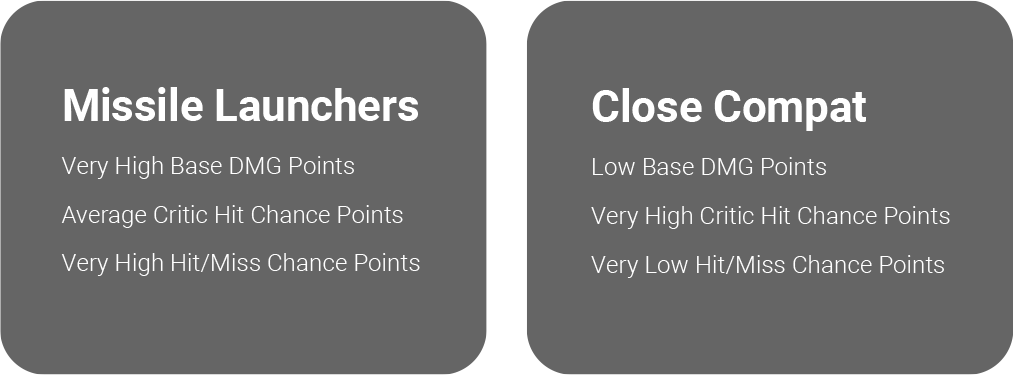 Missile Launchers
Very High Base DMG Points
Average Critic Hit Chance Points
Very High Hit/Miss Chance Points
Close Compat
Low Base DMG Points
Very High Critic Hit Chance Points
Very Low Hit/Miss Chance Points